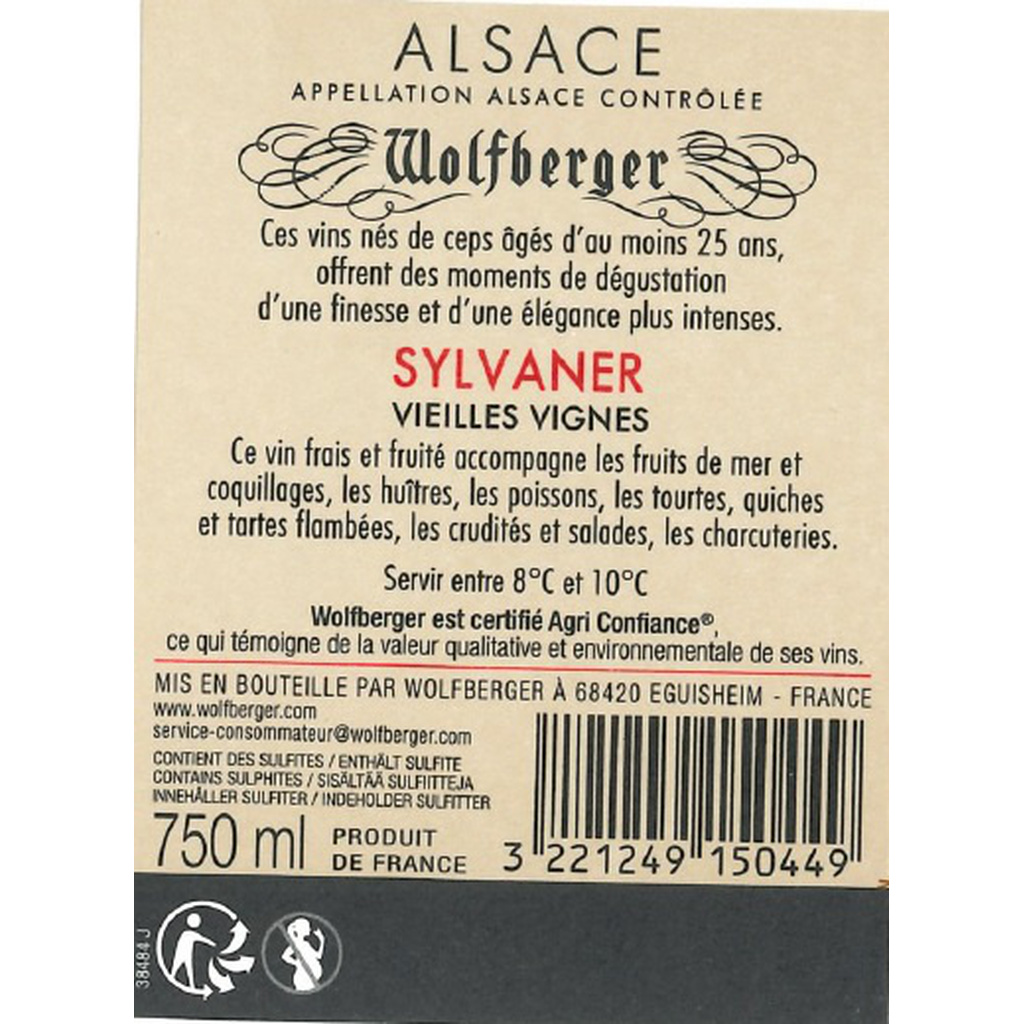 ALSACE
APPELLATION ALSACE CONTRÔLÉE
Wolfberger
Ces vins nés de ceps âgés d'au moins 25 ans,
offrent des moments de dégustation
d'une finesse et d'une élégance plus intenses.
SYLVANER
VIEILLES VIGNES
Ce vin frais et fruité accompagne les fruits de mer et
coquillages, les huîtres, les poissons, les tourtes, quiches
et tartes flambées, les crudités et salades, les charcuteries.
Servir entre 8°C et 10°C
Wolfberger est certifié Agri Confiance®,
ce qui témoigne de la valeur qualitative et environnementale de ses vins.
MIS EN BOUTEILLE PAR WOLFBERGER À 68420 EGUISHEIM - FRANCE
www.wolfberger.com
service-consommateur@wolfberger.com
CONTIENT DES SULFITES / ENTHÄLT SULFITE
CONTAINS SULPHITES / SISÄLTÄÄ SULFIITTEJA
INNEHÅLLER SULFITER / INDEHOLDER SULFITTER
750 ml
PRODUIT
DE FRANCE
3 221249 150449
38484 J